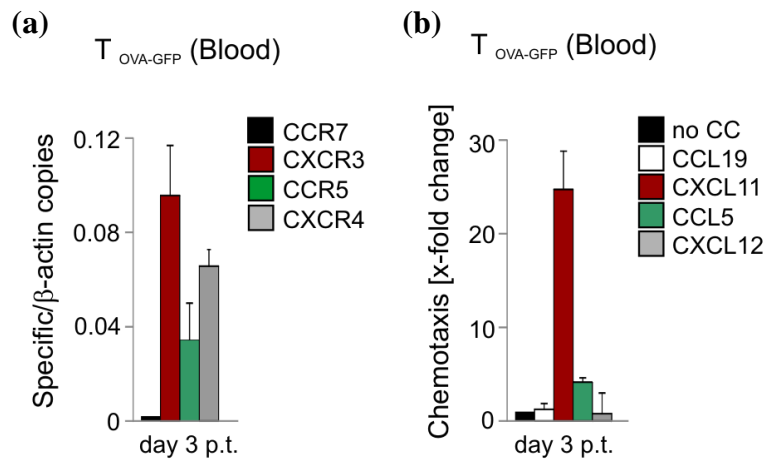 (a)
T OVA-GFP (Blood)
Specific/β-actin copies
0.12
0.08
0.04
0
CCR7
CXCR3
CCR5
CXCR4
day 3 p.t.
(b)
T OVA-GFP (Blood)
Chemotaxis [x-fold change]
30
20
10
0
no CC
CCL19
CXCL11
CCL5
CXCL12
day 3 p.t.